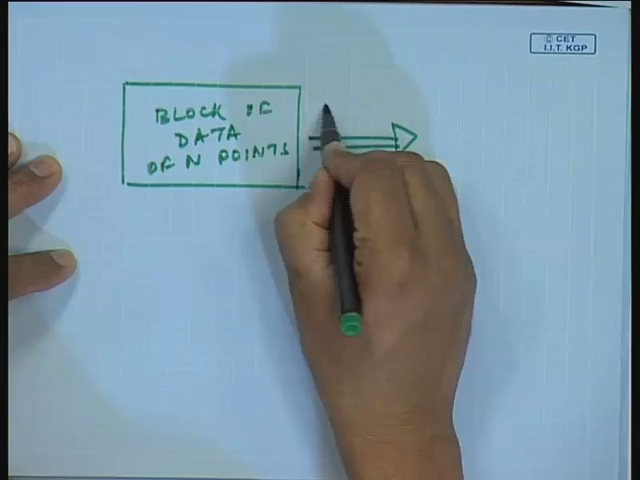 © CET
I.I.T. KGP
BLOCK OF
DATA
OF N POINTS